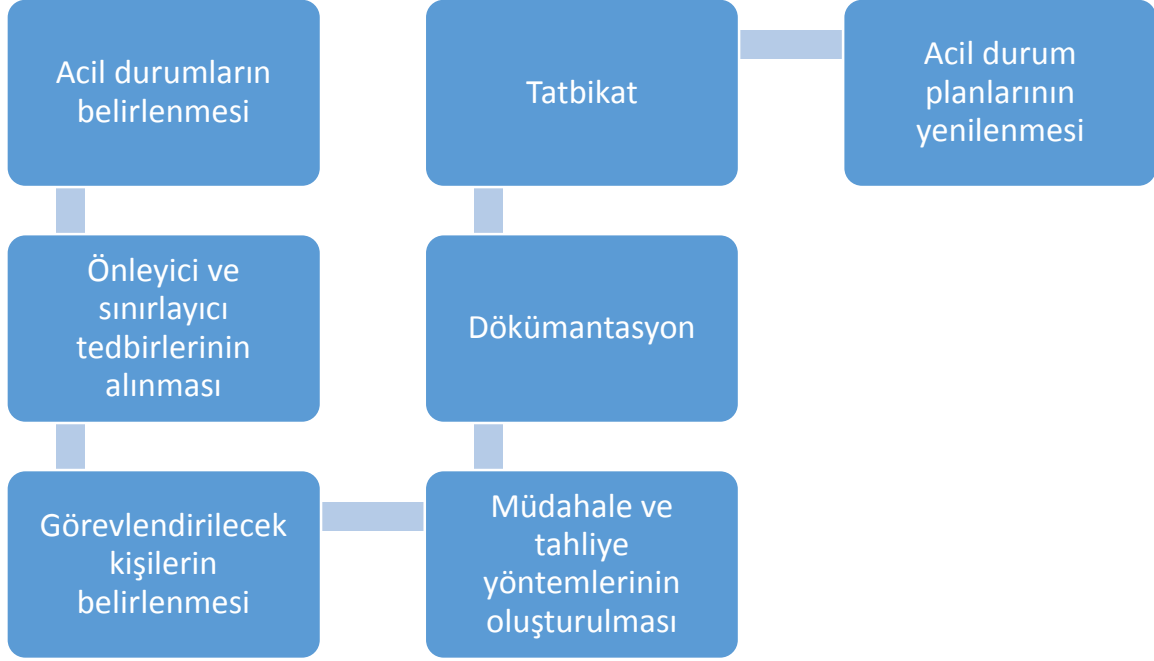 Acil durumların
belirlenmesi
Önleyici ve
sınırlayıcı
tedbirlerinin
alınması
Görevlendirilecek
kişilerin
belirlenmesi
Müdahale ve
tahliye
yöntemlerinin
oluşturulması
Dökümantasyon
Tatbikat
Acil durum
planlarının
yenilenmesi